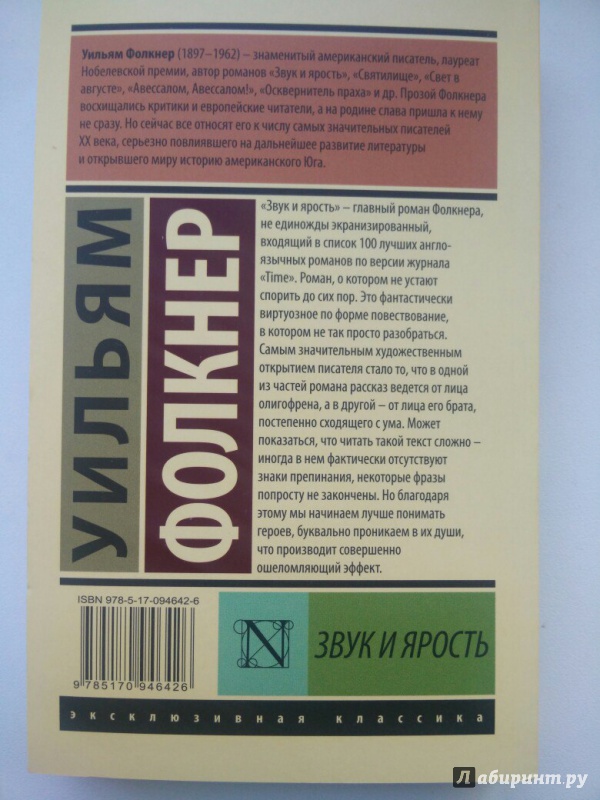 Уильям Фолкнер (1897–1962) – знаменитый американский писатель, лауреат
Нобелевской премии, автор романов «Звук и ярость», «Святилище», «Свет в
августе», «Авессалом, Авессалом!», «Осквернитель праха» и др. Прозой Фолкнера
восхищались критики и европейские читатели, а на родине слава пришла к нему
не сразу. Но сейчас все относят его к числу самых значительных писателей
XX века, серьезно повлиявшего на дальнейшее развитие литературы
и открывшего миру историю американского Юга.
УИЛЬЯМ
ФОЛКНЕР
«Звук и ярость» – главный роман Фолкнера,
не единожды экранизированный,
входящий в список 100 лучших англо-
язычных романов по версии журнала
«Time». Роман, о котором не устают
спорить до сих пор. Это фантастически
виртуозное по форме повествование,
в котором не так просто разобраться.
Самым значительным художественным
открытием писателя стало то, что в одной
из частей романа рассказ ведется от лица
олигофрена, а в другой – от лица его брата,
постепенно сходящего с ума. Может
показаться, что читать такой текст сложно –
иногда в нем фактически отсутствуют
знаки препинания, некоторые фразы
попросту не закончены. Но благодаря
этому мы начинаем лучше понимать
героев, буквально проникаем в их души,
что производит совершенно
ошеломляющий эффект.
ISBN 978-5-17-094642-6
9 785170 946426
N
ЗВУК И ЯРОСТЬ
эксклюзивная классика
Лабиринт.ру